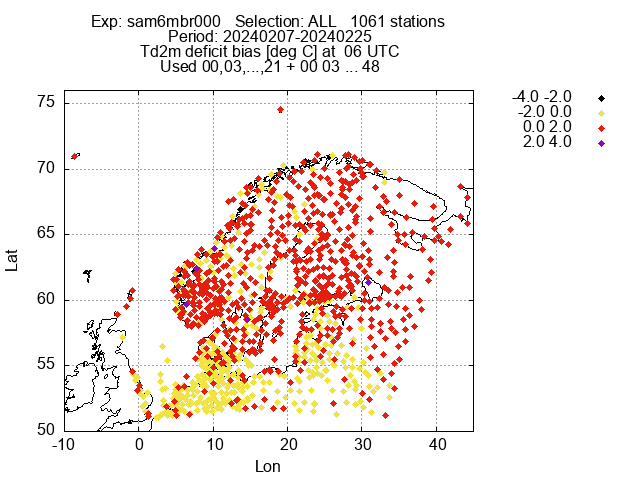 Exp: sam6mbr000 Selection: ALL 1061 stations
Period: 20240207-20240225
Td2m deficit bias [deg C] at 06 UTC
Used 00,03,...,21 + 00 03 ... 48
-4.0 -2.0
-2.0 0.0
0.0 2.0
2.0 4.0
75
70
65
60
55
50
Lat
-10 0 10 20 30 40
Lon